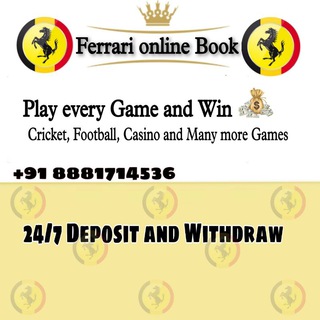 Ferrari online Book
Play every Game and Win
Cricket, Football, Casino and Many more Games
+91 8881714536
24/7 Deposit and Withdraw